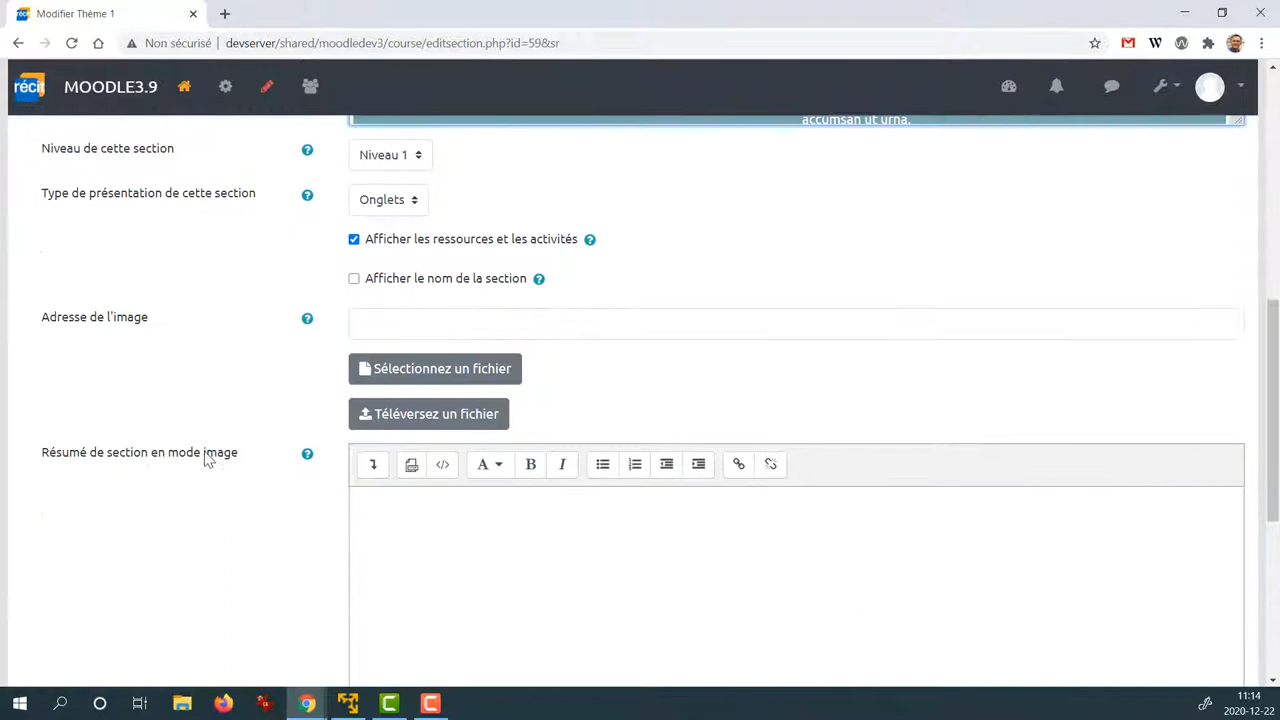 Modifier Thème 1
Non sécurisé
devserver/shared/moodledev3/course/editsection.php?id=59&sr
récit
MOODLE3.9
accumsan ut urna.
Niveau de cette section
Niveau 1
Type de présentation de cette section
Onglets
Afficher les ressources et les activités
Afficher le nom de la section
Adresse de l'image
Sélectionnez un fichier
Téléversez un fichier
Résumé de section en mode image
A
B
I
11:14
2020-12-22